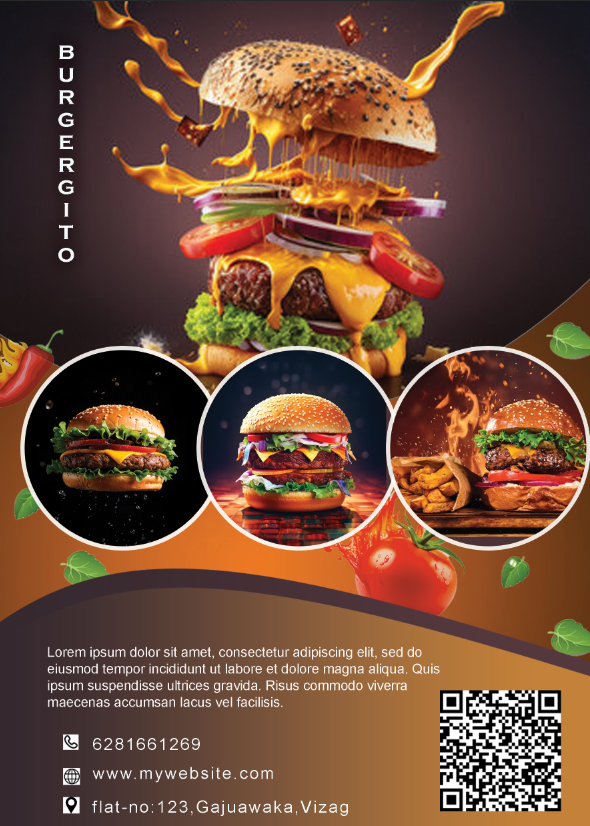 BURGERGITO
Lorem ipsum dolor sit amet, consectetur adipiscing elit, sed do
eiusmod tempor incididunt ut labore et dolore magna aliqua. Quis
ipsum suspendisse ultrices gravida. Risus commodo viverra
maecenas accumsan lacus vel facilisis.
6281661269
www.mywebsite.com
flat-no:123,Gajuawaka,Vizag